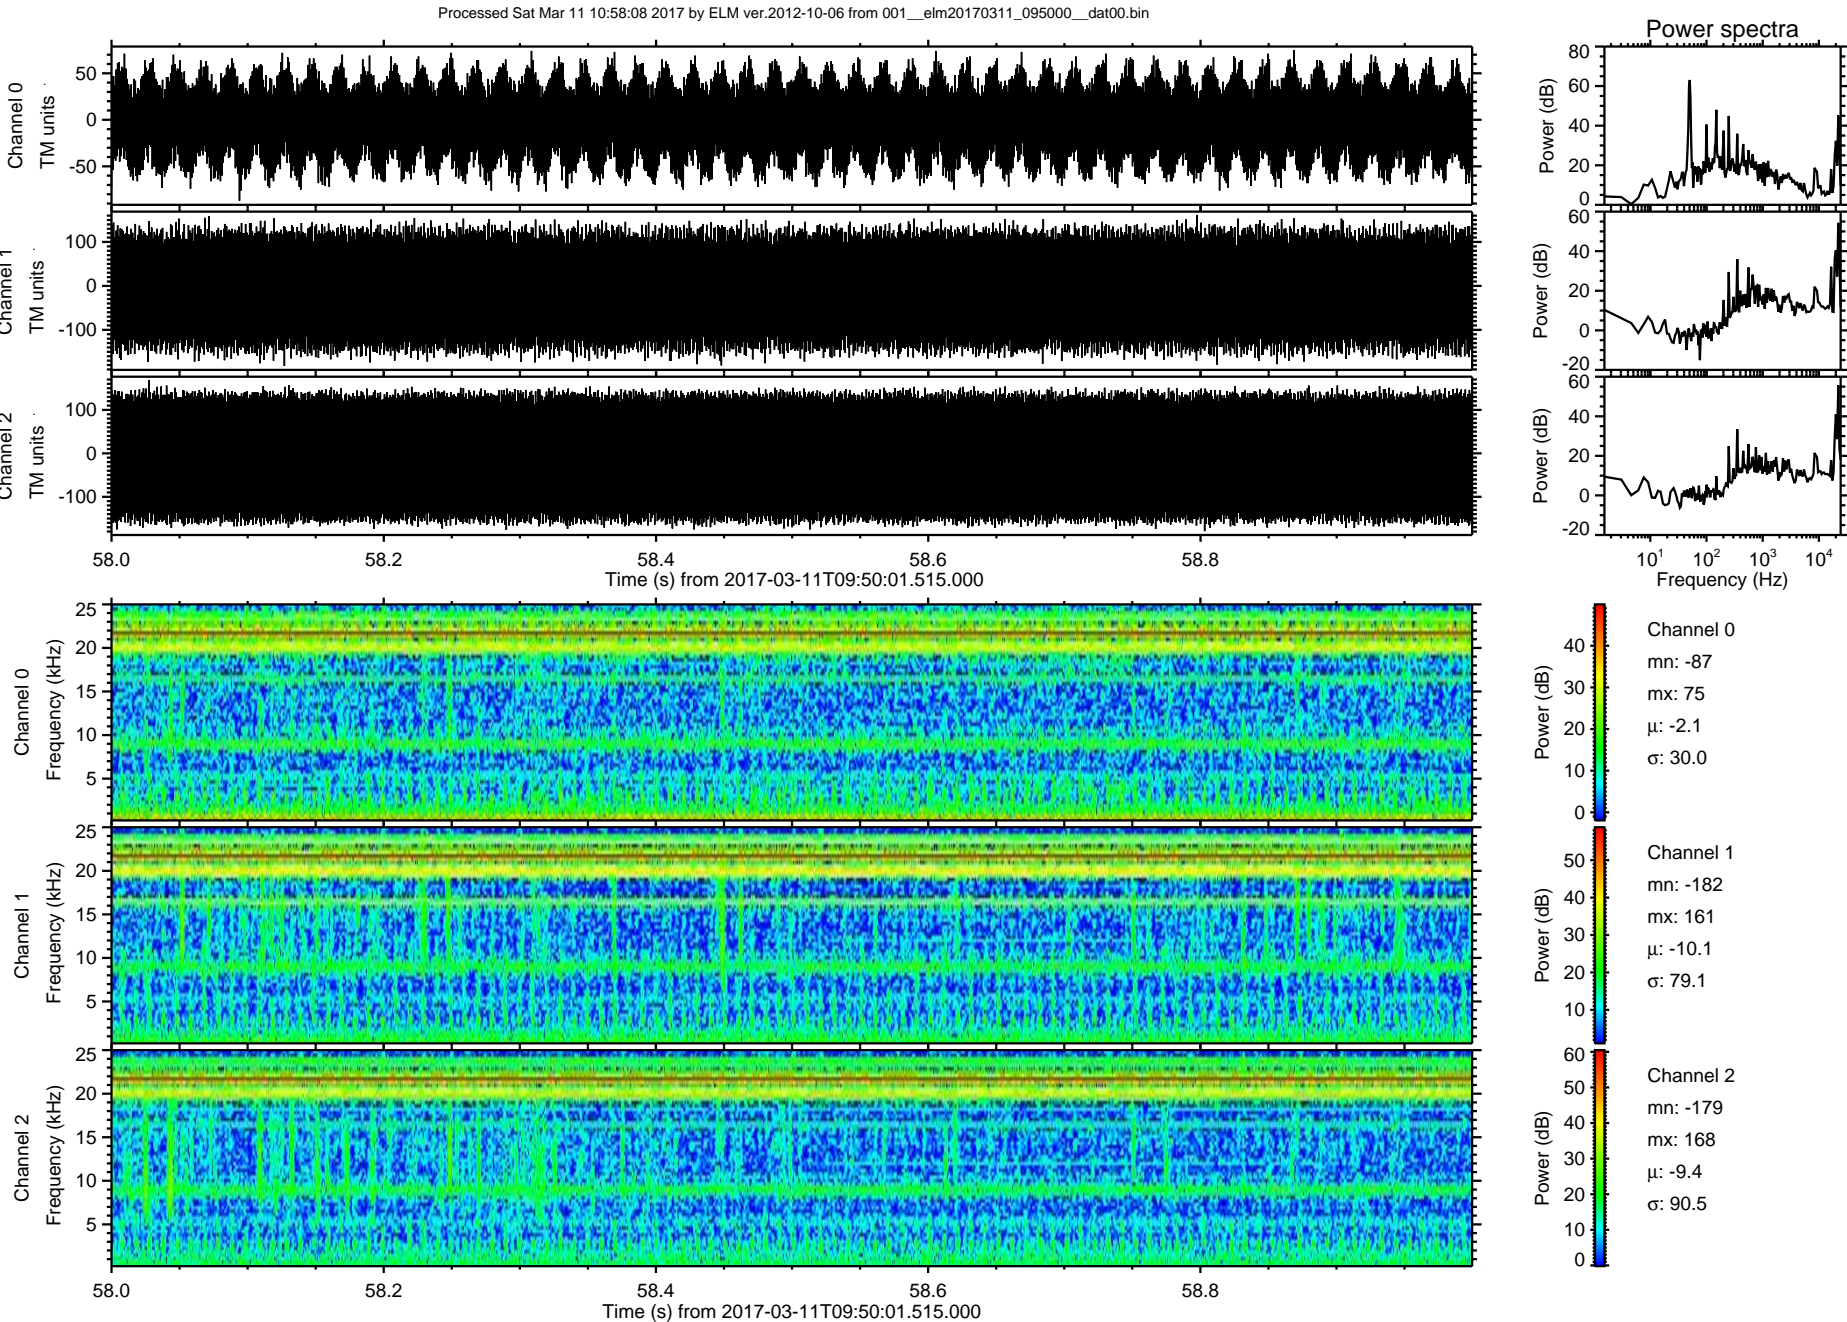 Processed Sat Mar 11 10:58:08 2017 by ELM ver.2012-10-06 from 001__elm20170311_095000__dat00.bin
Power spectra
Channel 0
TM units
50
0
-50
Power (dB)
80
60
40
20
0
Channel 1
TM units
100
0
-100
Power (dB)
60
40
20
0
-20
Channel 2
TM units
100
0
-100
Power (dB)
60
40
20
0
-20
58.0 58.2 58.4 58.6 58.8
Time (s) from 2017-03-11T09:50:01.515.000
10^1 10^2 10^3 10^4
Frequency (Hz)
Channel 0
Frequency (kHz)
25
20
15
10
5
Power (dB)
40
30
20
10
0
Channel 0
mn: -87
mx: 75
μ: -2.1
σ: 30.0
Channel 1
Frequency (kHz)
25
20
15
10
5
Power (dB)
50
40
30
20
10
Channel 1
mn: -182
mx: 161
μ: -10.1
σ: 79.1
Channel 2
Frequency (kHz)
25
20
15
10
5
Power (dB)
60
50
40
30
20
10
0
Channel 2
mn: -179
mx: 168
μ: -9.4
σ: 90.5
58.0 58.2 58.4 58.6 58.8
Time (s) from 2017-03-11T09:50:01.515.000